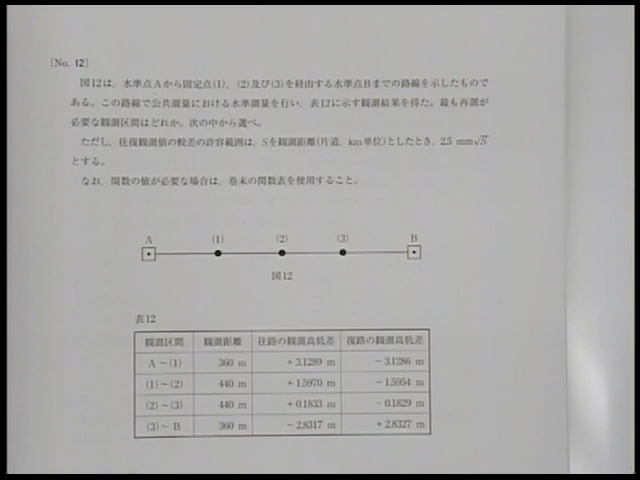 〔No. 12〕
図12は、水準点Aから固定点(1)、(2)及び(3)を経由する水準点Bまでの路線を示したもので
ある。この路線で公共測量における水準測量を行い、表12に示す観測結果を得た。最も再測が
必要な観測区間はどれか。次の中から選べ。
ただし、往復観測値の較差の許容範囲は、Sを観測距離(片道、km単位)としたとき、2.5 mm√S
とする。
なお、関数の値が必要な場合は、巻末の関数表を使用すること。
A (1) (2) (3) B
図12
表12
観測区間 観測距離 往路の観測高低差 復路の観測高低差
A～(1) 360 m +3.1289 m −3.1286 m
(1)～(2) 440 m +1.5970 m −1.5954 m
(2)～(3) 440 m +0.1833 m −0.1829 m
(3)～B 360 m −2.8317 m +2.8327 m